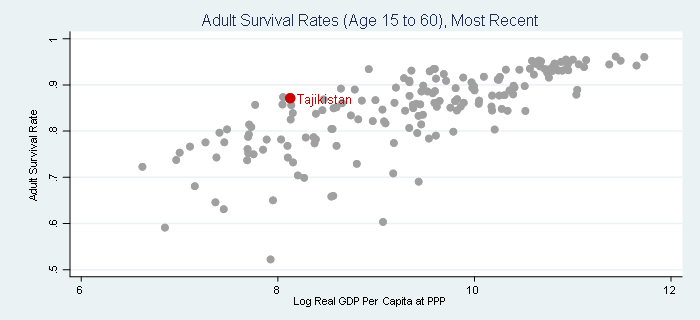 Adult Survival Rates (Age 15 to 60), Most Recent
1
.9
.8
.7
.6
.5
Adult Survival Rate
Tajikistan
6
8
10
12
Log Real GDP Per Capita at PPP